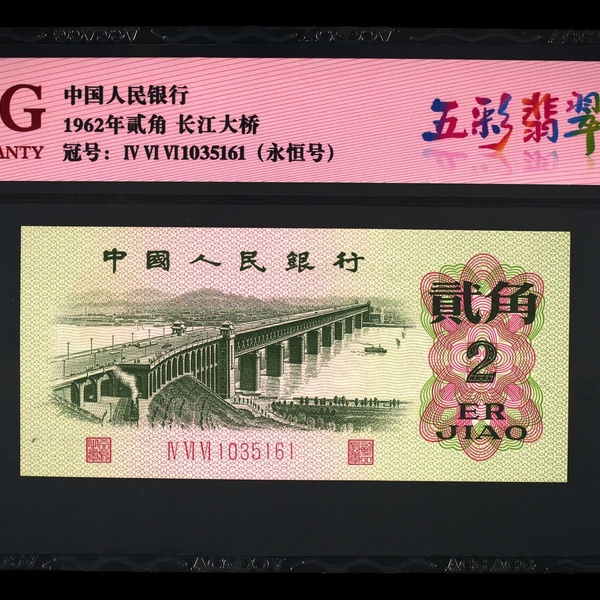 G
ANTY
中国人民银行
1962年贰角 长江大桥
冠号：Ⅳ Ⅵ Ⅵ1035161（永恒号）
五彩翡翠
中國人民銀行
貳角
2
ER
JIAO
Ⅳ Ⅵ Ⅵ 1035161